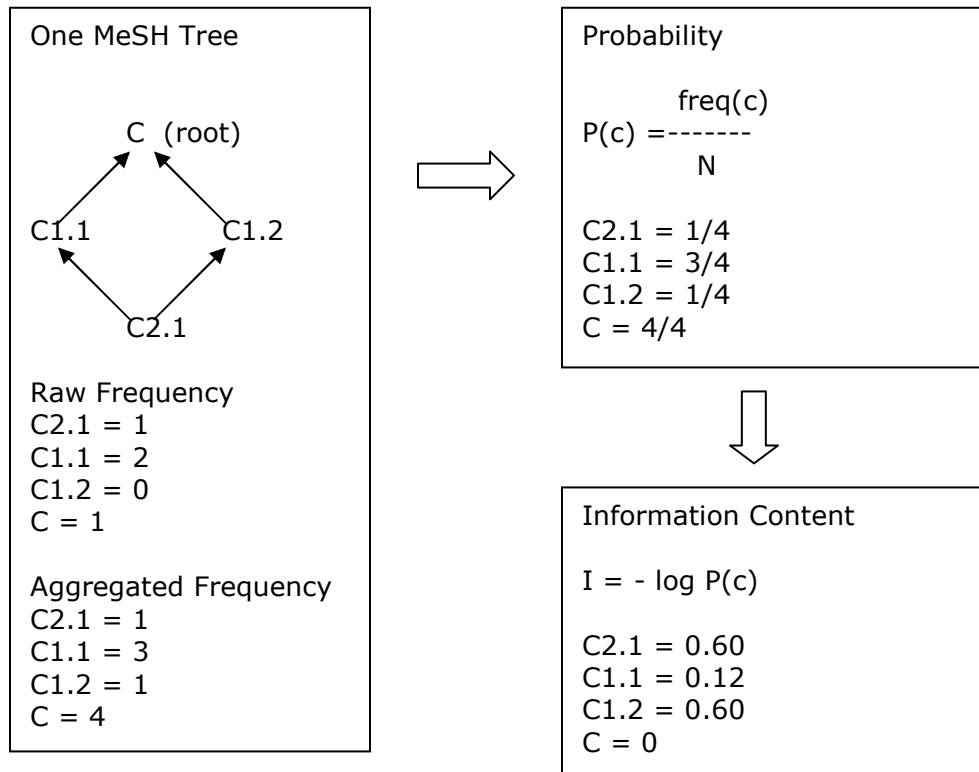 One MeSH Tree
C (root)
C1.1 C1.2
C2.1
Raw Frequency
C2.1 = 1
C1.1 = 2
C1.2 = 0
C = 1
Aggregated Frequency
C2.1 = 1
C1.1 = 3
C1.2 = 1
C = 4
Probability
freq(c)
P(c) =-------
N
C2.1 = 1/4
C1.1 = 3/4
C1.2 = 1/4
C = 4/4
Information Content
I = - log P(c)
C2.1 = 0.60
C1.1 = 0.12
C1.2 = 0.60
C = 0